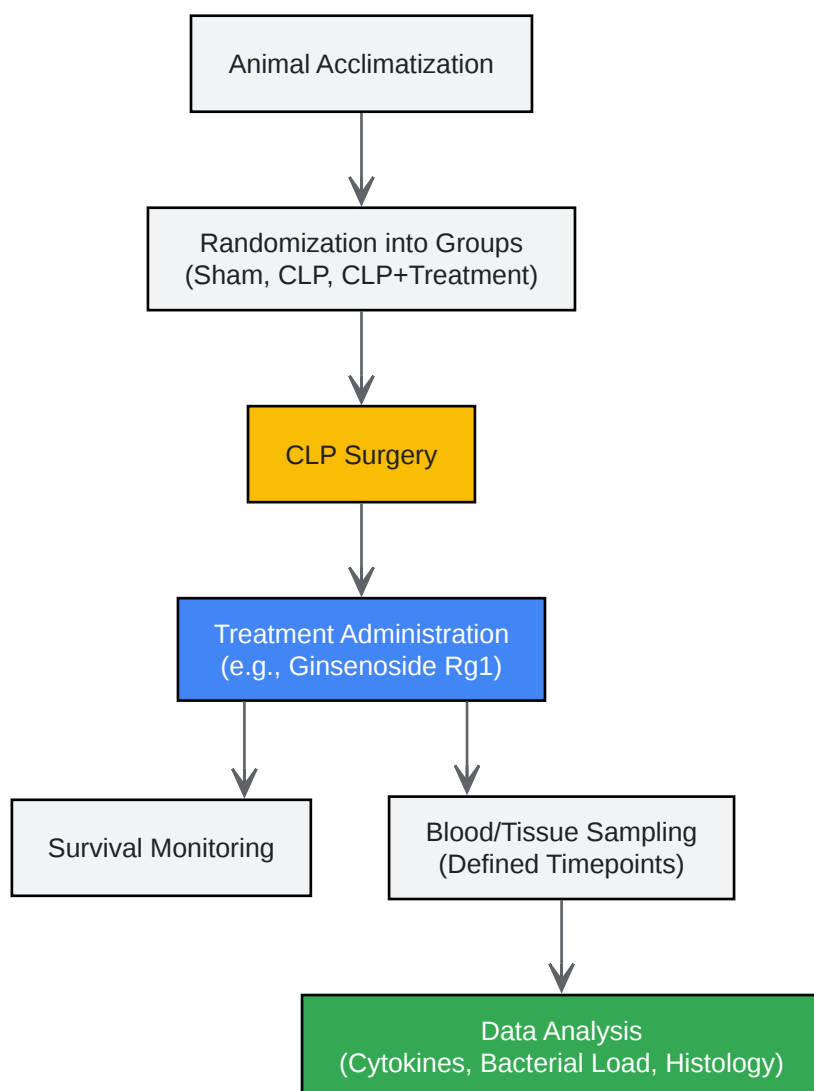 Animal Acclimatization
Randomization into Groups
(Sham, CLP, CLP+Treatment)
CLP Surgery
Treatment Administration
(e.g., Ginsenoside Rg1)
Survival Monitoring
Blood/Tissue Sampling
(Defined Timepoints)
Data Analysis
(Cytokines, Bacterial Load, Histology)